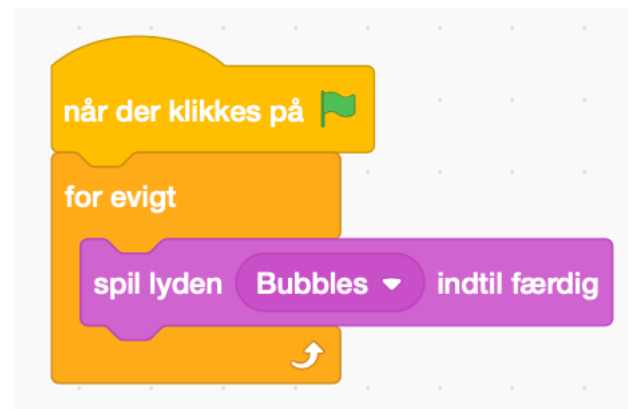 når der klikkes på
for evigt
spil lyden Bubbles indtil færdig